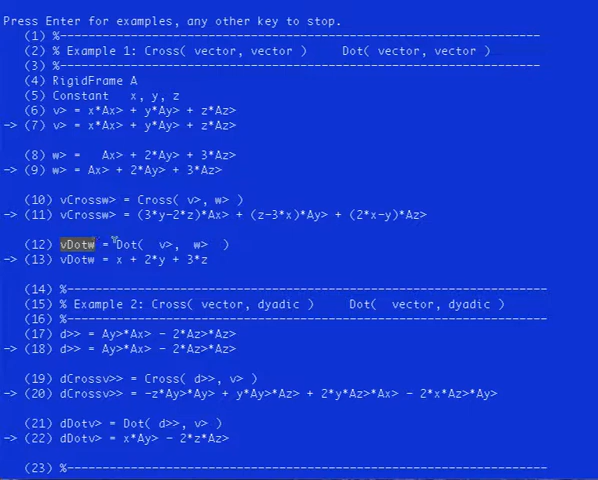 Press Enter for examples, any other key to stop.
(1) %----------------------------------------------------------------
(2) % Example 1: Cross( vector, vector )     Dot( vector, vector )
(3) %----------------------------------------------------------------
(4) RigidFrame A
(5) Constant   x, y, z
(6) v> = x*Ax> + y*Ay> + z*Az>
-> (7) v> = x*Ax> + y*Ay> + z*Az>
(8) w> =   Ax> + 2*Ay> + 3*Az>
-> (9) w> = Ax> + 2*Ay> + 3*Az>
(10) vCrossw> = Cross( v>, w> )
-> (11) vCrossw> = (3*y-2*z)*Ax> + (z-3*x)*Ay> + (2*x-y)*Az>
(12) vDotw = Dot(  v>,  w>  )
-> (13) vDotw = x + 2*y + 3*z
(14) %----------------------------------------------------------------
(15) % Example 2: Cross( vector, dyadic )     Dot(  vector, dyadic )
(16) %----------------------------------------------------------------
(17) d>> = Ay>*Ax> - 2*Az>*Az>
-> (18) d>> = Ay>*Ax> - 2*Az>*Az>
(19) dCrossv>> = Cross( d>>, v> )
-> (20) dCrossv>> = -z*Ay>*Ay> + y*Ay>*Az> + 2*y*Az>*Ax> - 2*x*Az>*Ay>
(21) dDotv> = Dot( d>>, v> )
-> (22) dDotv> = x*Ay> - 2*z*Az>
(23) %----------------------------------------------------------------